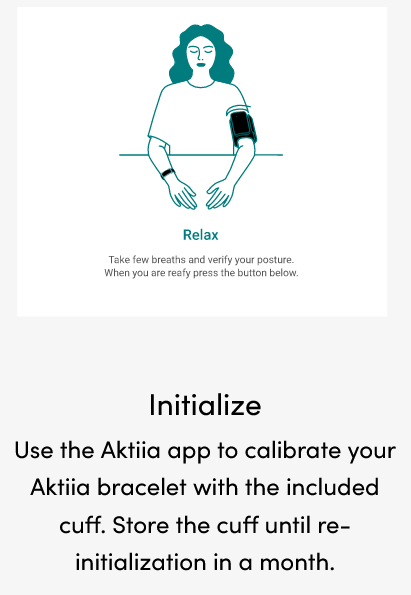 Relax
Take few breaths and verify your posture.
When you are reafy press the button below.
Initialize
Use the Aktiia app to calibrate your
Aktiia bracelet with the included
cuff. Store the cuff until re-
initialization in a month.